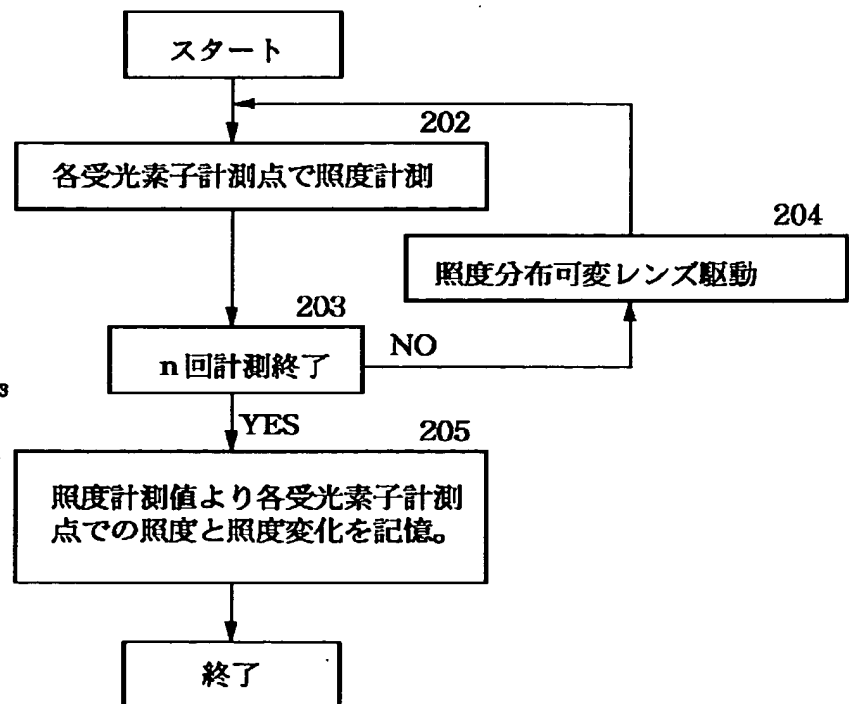 スタート
202
各受光素子計測点で照度計測
204
照度分布可変レンズ駆動
203
n回計測終了
NO
3
YES
205
照度計測値より各受光素子計測
点での照度と照度変化を記憶。
終了